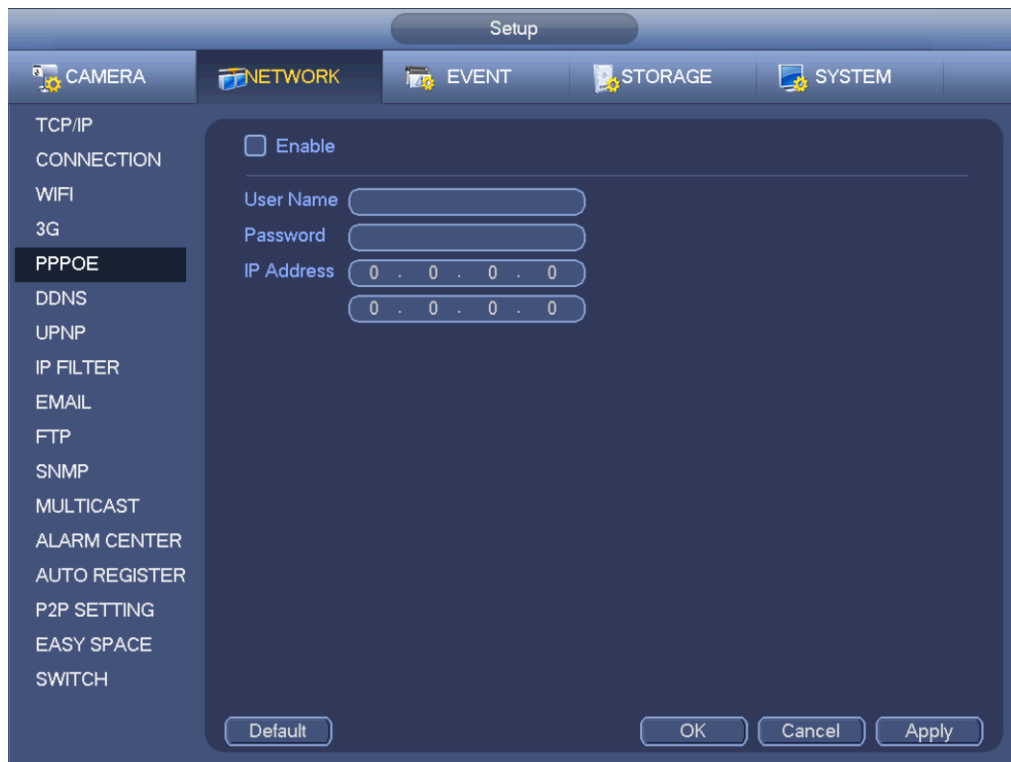 Setup
CAMERA NETWORK EVENT STORAGE SYSTEM
TCP/IP
CONNECTION
WIFI
3G
PPPOE
DDNS
UPNP
IP FILTER
EMAIL
FTP
SNMP
MULTICAST
ALARM CENTER
AUTO REGISTER
P2P SETTING
EASY SPACE
SWITCH
Enable
User Name
Password
IP Address 0 . 0 . 0 . 0
0 . 0 . 0 . 0
Default OK Cancel Apply